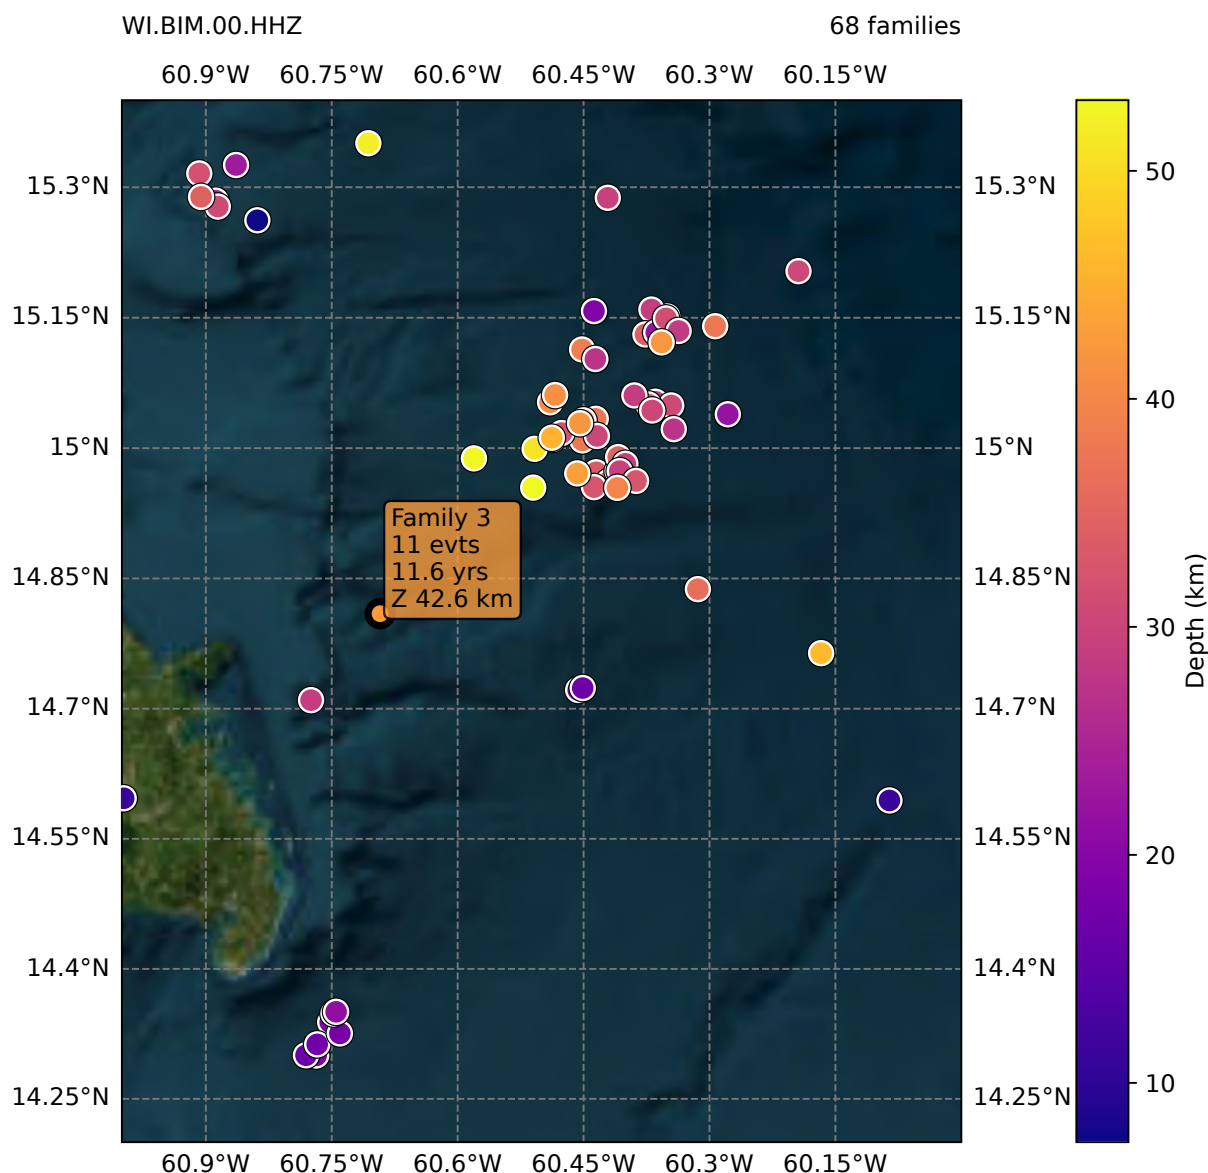 WI.BIM.00.HHZ 68 families
60.9°W 60.75°W 60.6°W 60.45°W 60.3°W 60.15°W
15.3°N 15.3°N
15.15°N 15.15°N
15°N 15°N
14.85°N 14.85°N
14.7°N 14.7°N
14.55°N 14.55°N
14.4°N 14.4°N
14.25°N 14.25°N
60.9°W 60.75°W 60.6°W 60.45°W 60.3°W 60.15°W
Family 3
11 evts
11.6 yrs
Z 42.6 km
50
40
30
20
10
Depth (km)